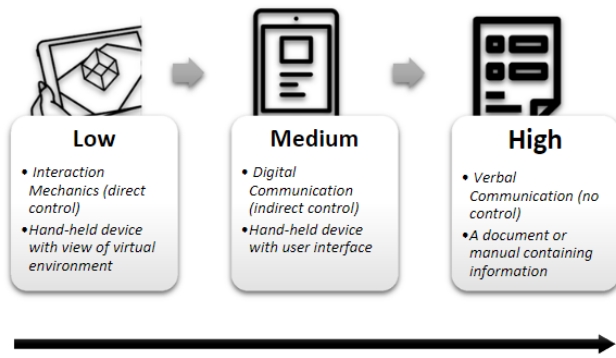 Low
• Interaction
Mechanics (direct
control)
• Hand-held device
with view of virtual
environment
Medium
• Digital
Communication
(indirect control)
• Hand-held device
with user interface
High
• Verbal
Communication (no
control)
• A document or
manual containing
information